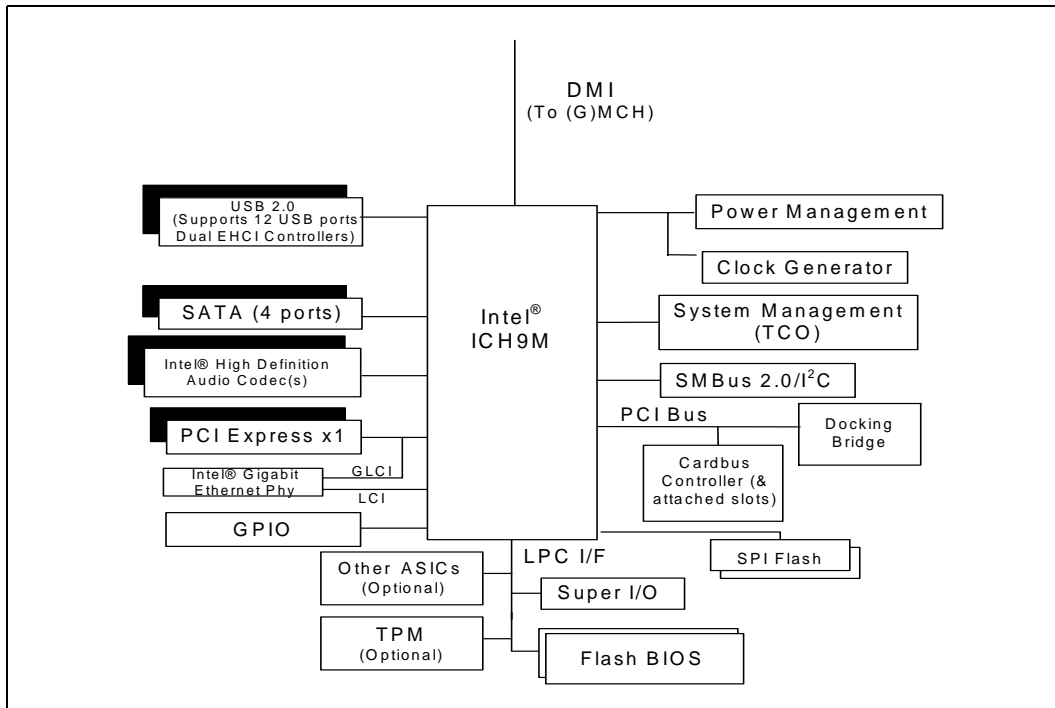 DMI
(To (G)MCH)
USB 2.0
(Supports 12 USB ports
Dual EHCI Controllers)
SATA (4 ports)
Intel® High Definition
Audio Codec(s)
PCI Express x1
GLCI
Intel® Gigabit
Ethernet Phy
LCI
GPIO
Intel®
ICH9M
Power Management
Clock Generator
System Management
(TCO)
SMBus 2.0/I²C
PCI Bus
Docking
Bridge
Cardbus
Controller (&
attached slots)
SPI Flash
LPC I/F
Other ASICs
(Optional)
Super I/O
TPM
(Optional)
Flash BIOS